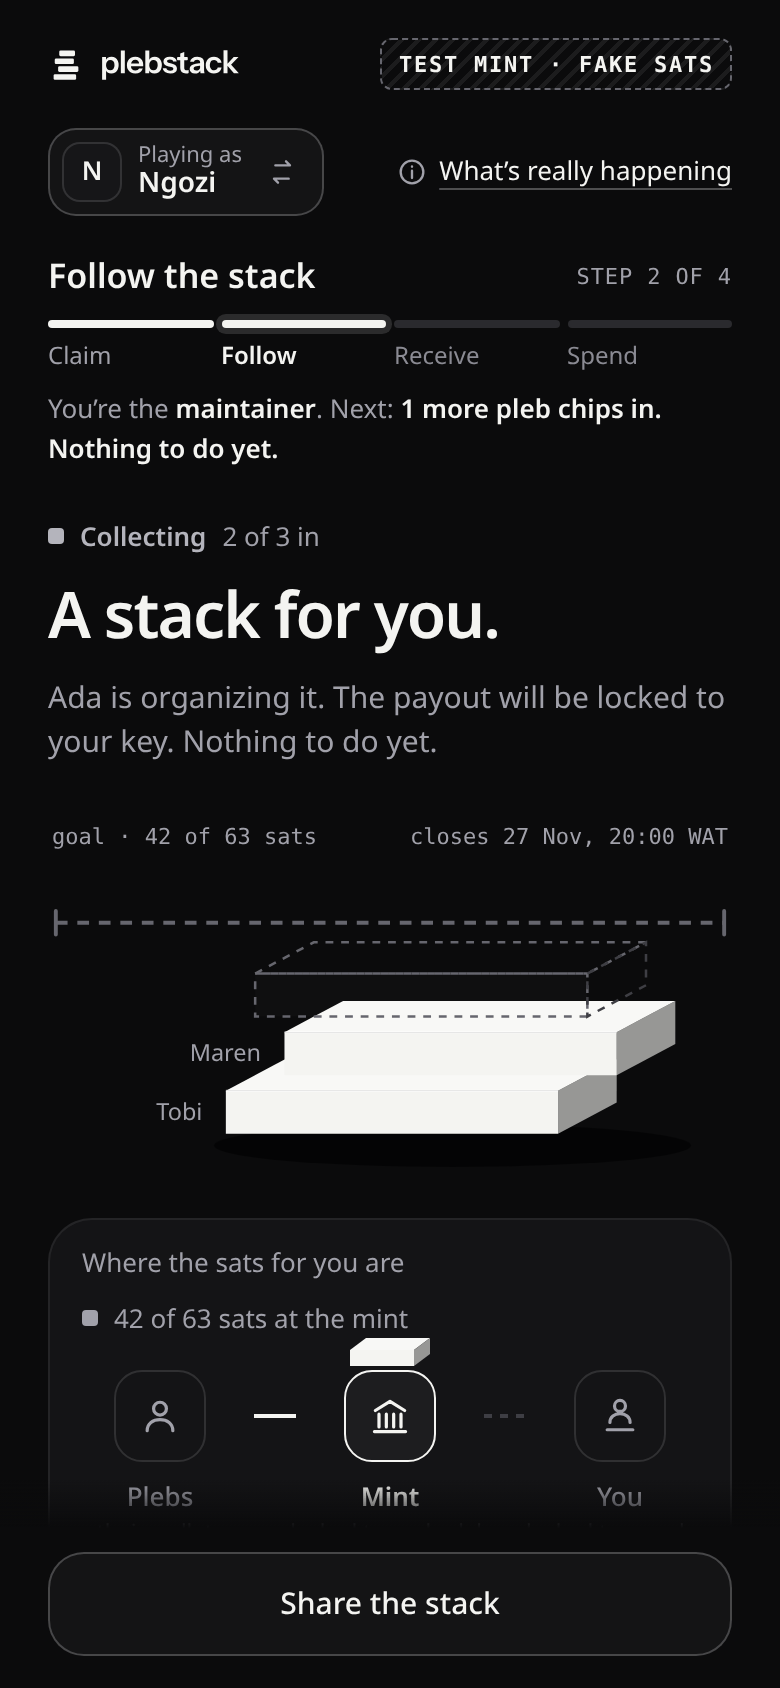 plebstack
TEST MINT · FAKE SATS
N
Playing as
Ngozi
What’s really happening
Follow the stack
STEP 2 OF 4
Claim
Follow
Receive
Spend
You’re the maintainer. Next: 1 more pleb chips in.
Nothing to do yet.
Collecting 2 of 3 in
A stack for you.
Ada is organizing it. The payout will be locked to
your key. Nothing to do yet.
goal · 42 of 63 sats
closes 27 Nov, 20:00 WAT
Maren
Tobi
Where the sats for you are
42 of 63 sats at the mint
Plebs
Mint
You
Share the stack